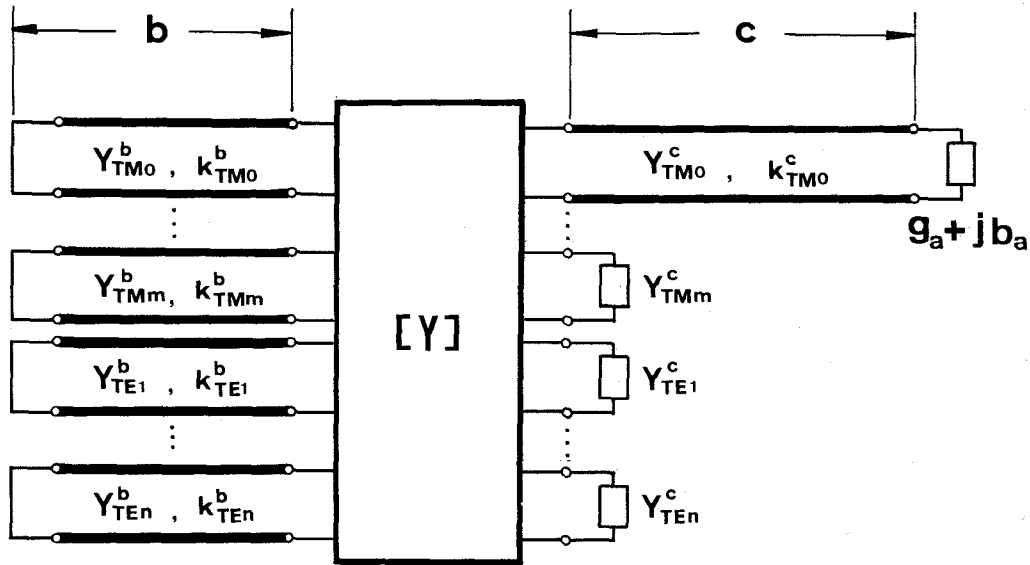 b
c
Y^b_TM0 , k^b_TM0
Y^c_TM0 , k^c_TM0
g_a + j b_a
Y^b_TMm , k^b_TMm
Y^c_TMm
[Y]
Y^b_TE1 , k^b_TE1
Y^c_TE1
Y^b_TEn , k^b_TEn
Y^c_TEn